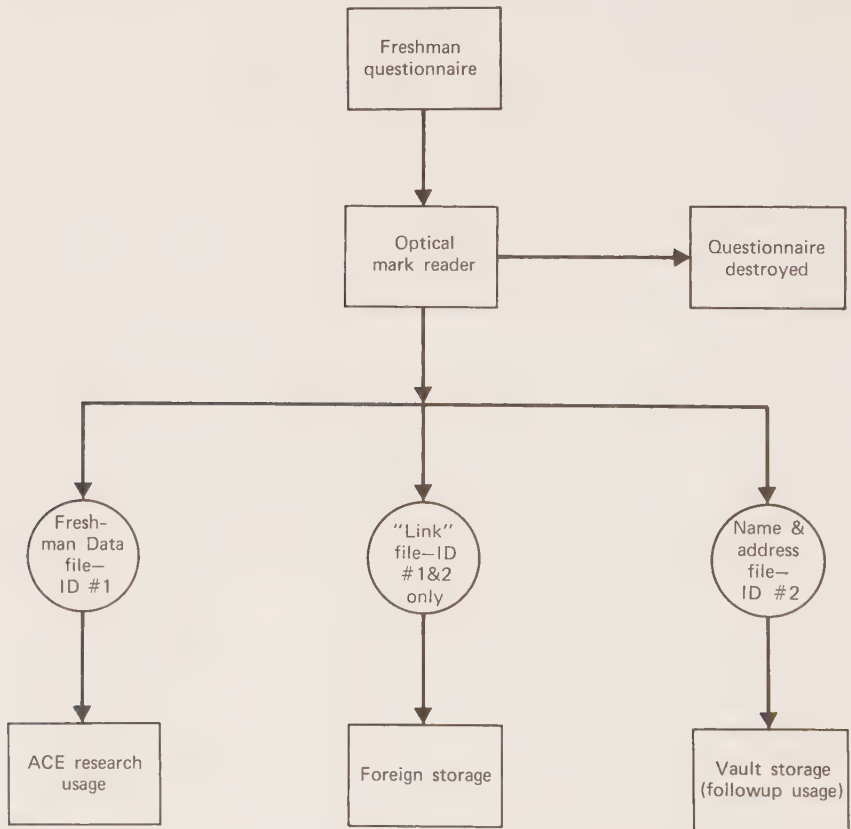 Freshman
questionnaire
Optical
mark reader
Questionnaire
destroyed
Fresh-
man Data
file—
ID #1
"Link"
file—ID
#1&2
only
Name &
address
file—
ID #2
ACE research
usage
Foreign storage
Vault storage
(followup usage)